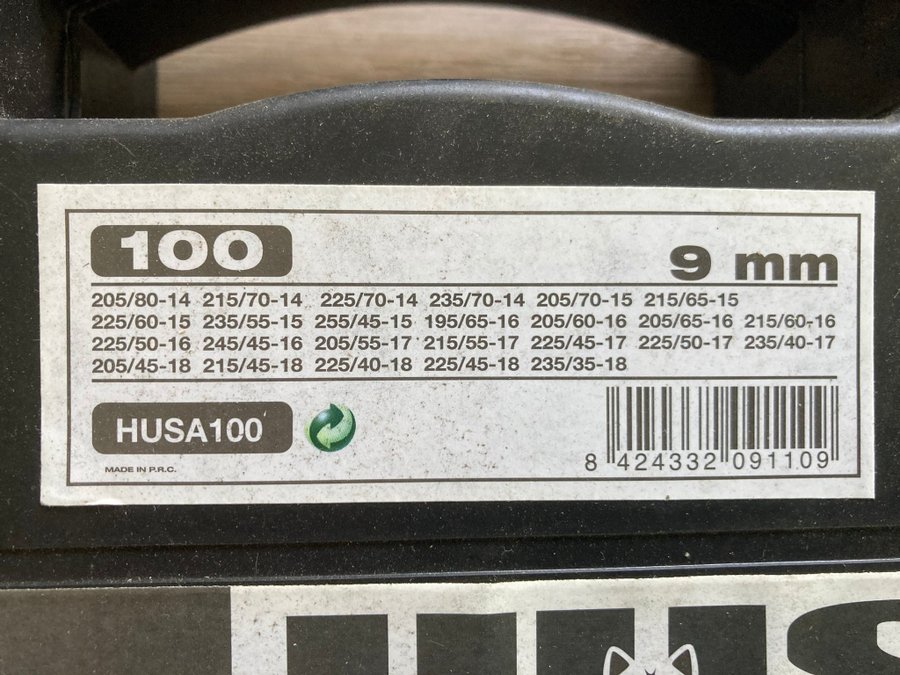 100
9 mm
205/80-14 215/70-14 225/70-14 235/70-14 205/70-15 215/65-15
225/60-15 235/55-15 255/45-15 195/65-16 205/60-16 205/65-16 215/60-16
225/50-16 245/45-16 205/55-17 215/55-17 225/45-17 225/50-17 235/40-17
205/45-18 215/45-18 225/40-18 225/45-18 235/35-18
HUSA100
MADE IN P.R.C.
8 424332 091109